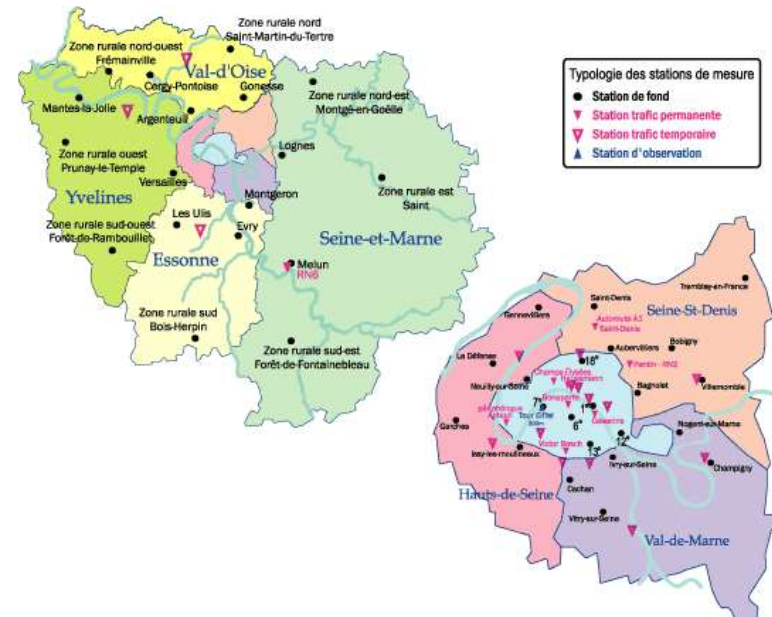 Zone rurale nord
Saint-Martin-du-Tertre
Zone rurale nord-ouest
Frémainville
Val-d'Oise
Cergy-Pontoise
Gonesse
Mantes-la-Jolie
Argenteuil
Zone rurale nord-est
Montgé-en-Goëlle
Lognes
Zone rurale ouest
Prunay-le-Temple
Versailles
Zone rurale est
Saint
Yvelines
Montgeron
Les Ulis
Evry
Zone rurale sud-ouest
Forêt-de-Rambouillet
Seine-et-Marne
Essonne
Melun
RN6
Zone rurale sud
Bois-Herpin
Zone rurale sud-est
Forêt-de-Fontainebleau
Typologie des stations de mesure
Station de fond
Station trafic permanente
Station trafic temporaire
Station d'observation
Tremblay-en-France
Saint-Denis
Seine-St-Denis
Gennevilliers
Autoroute A1
Saint-Denis
Aubervilliers
Bobigny
La Défense
18e
Pantin - RN2
Champs Elysées
Haussmann
Neuilly-sur-Seine
Bagnolet
Villemomble
Bonaparte
7e
1er
Tour Eiffel
Auteuil
6e
Garches
Nogent-sur-Marne
12e
Victor Basch
13e
Issy-les-moulineaux
Ivry-sur-Seine
Champigny
Hauts-de-Seine
Cachan
Vitry-sur-Seine
Val-de-Marne